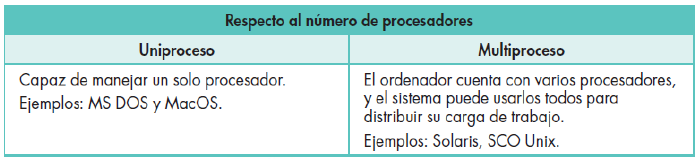 Respecto al número de procesadores
Uniproceso
Multiproceso
Capaz de manejar un solo procesador.
Ejemplos: MS DOS y MacOS.
El ordenador cuenta con varios procesadores,
y el sistema puede usarlos todos para
distribuir su carga de trabajo.
Ejemplos: Solaris, SCO Unix.